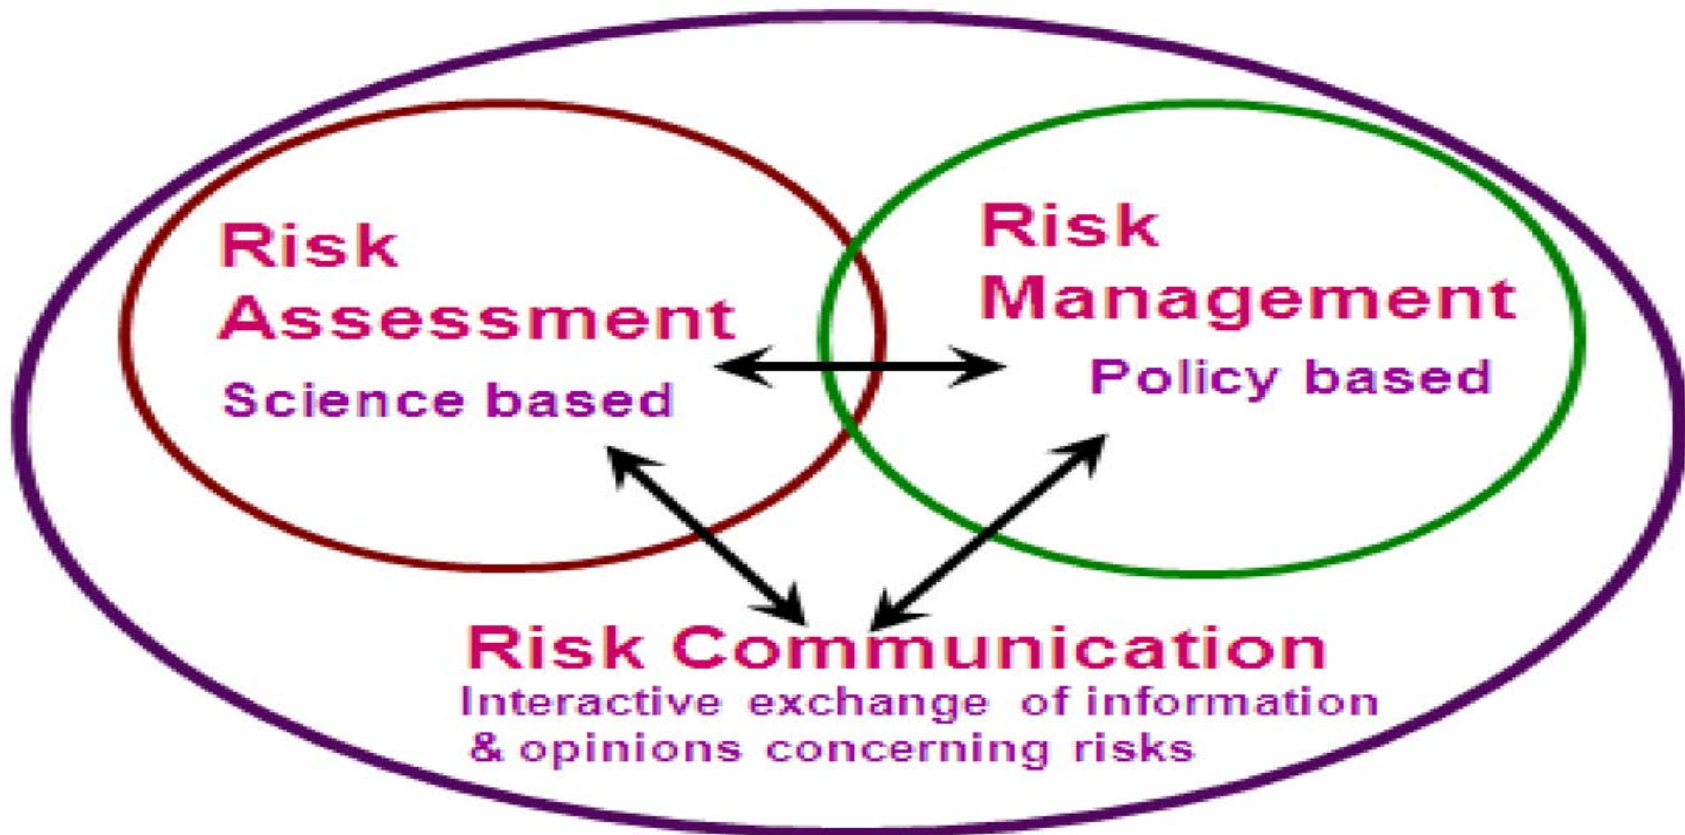 Risk
Assessment
Science based
Risk
Management
Policy based
Risk Communication
Interactive exchange of information
& opinions concerning risks